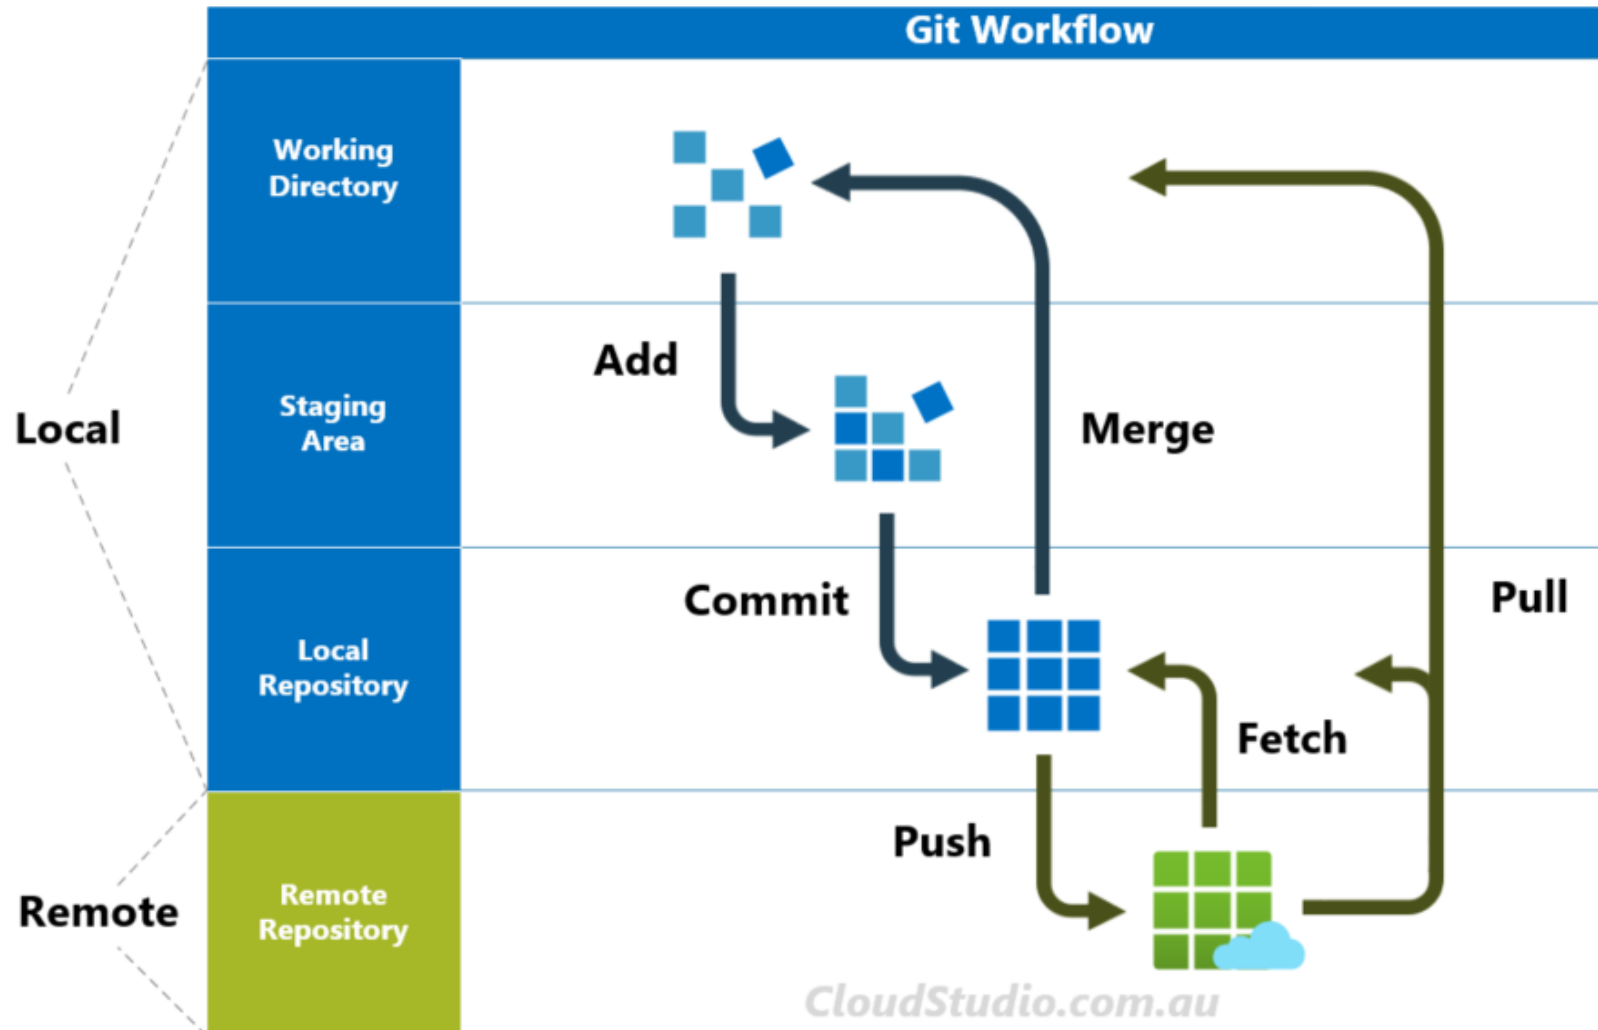 Git Workflow
Working
Directory
Add
Staging
Area
Local
Merge
Commit
Pull
Local
Repository
Fetch
Push
Remote
Remote
Repository
CloudStudio.com.au